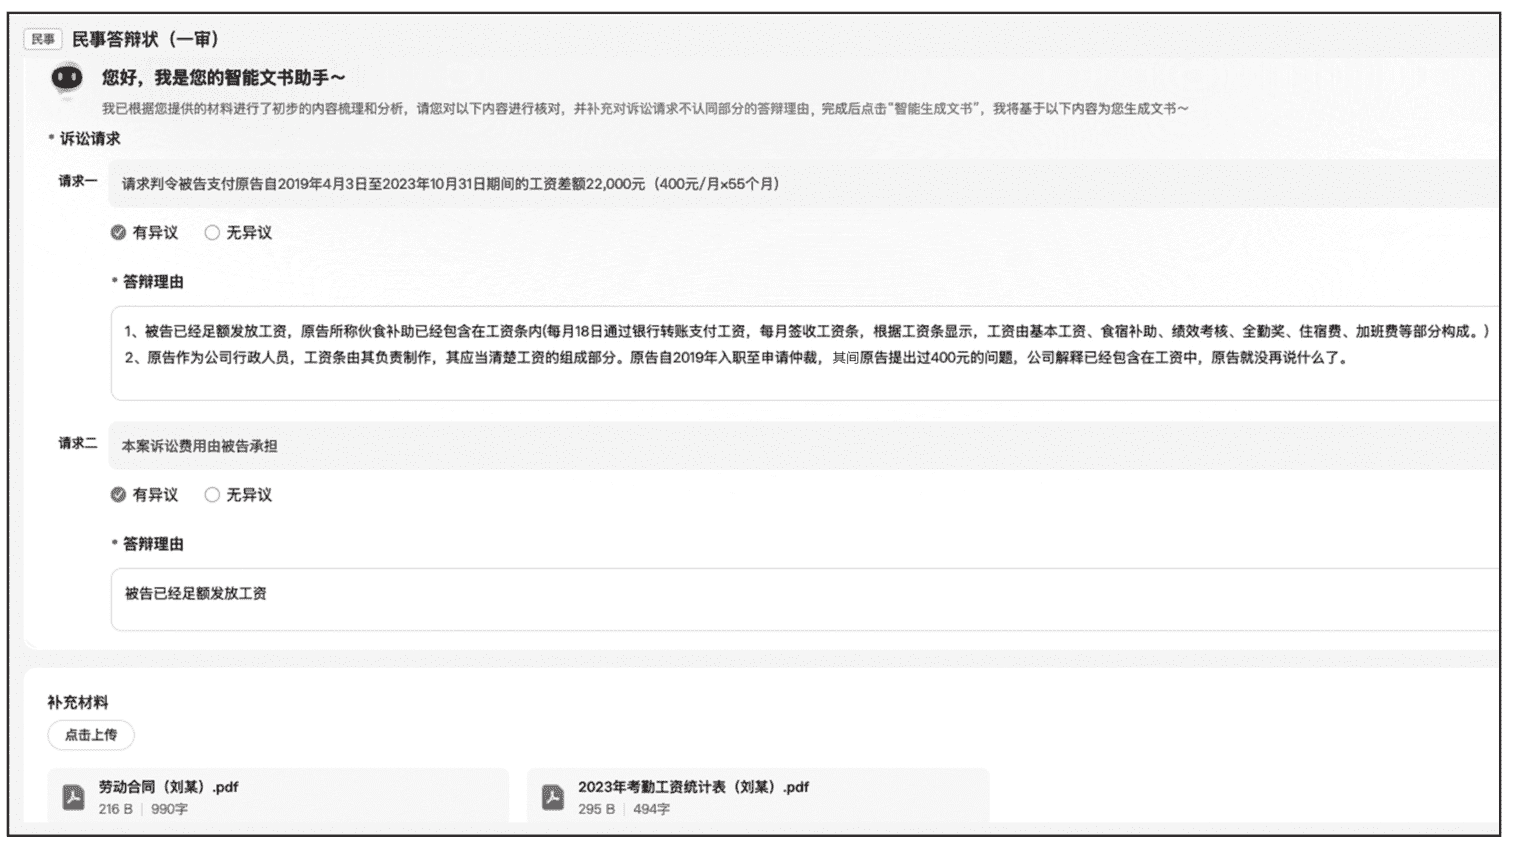 民事 民事答辩状（一审）
您好，我是您的智能文书助手～
我已根据您提供的材料进行了初步的内容梳理和分析，请您对以下内容进行核对，并补充对诉讼请求不认同部分的答辩理由，完成后点击“智能生成文书”，我将基于以下内容为您生成文书～
* 诉讼请求
请求一 请求判令被告支付原告自2019年4月3日至2023年10月31日期间的工资差额22,000元（400元/月×55个月）
有异议 无异议
* 答辩理由
1、被告已经足额发放工资，原告所称伙食补助已经包含在工资条内(每月18日通过银行转账支付工资，每月签收工资条，根据工资条显示，工资由基本工资、食宿补助、绩效考核、全勤奖、住宿费、加班费等部分构成。）
2、原告作为公司行政人员，工资条由其负责制作，其应当清楚工资的组成部分。原告自2019年入职至申请仲裁，其间原告提出过400元的问题，公司解释已经包含在工资中，原告就没再说什么了。
请求二 本案诉讼费用由被告承担
有异议 无异议
* 答辩理由
被告已经足额发放工资
补充材料
点击上传
劳动合同（刘某）.pdf 2023年考勤工资统计表（刘某）.pdf
216 B | 990字 295 B | 494字